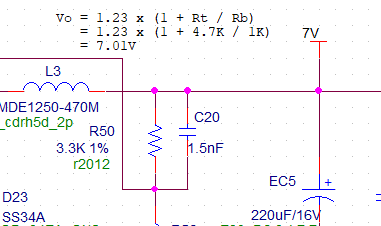 Vo = 1.23 x (1 + Rt / Rb)
= 1.23 x (1 + 4.7K / 1K)
= 7.01V
7V
L3
MDE1250-470M
_cdrh5d_2p
C20
R50
3.3K 1%
1.5nF
r2012
D23
EC5
+
SS34A
220uF/16V